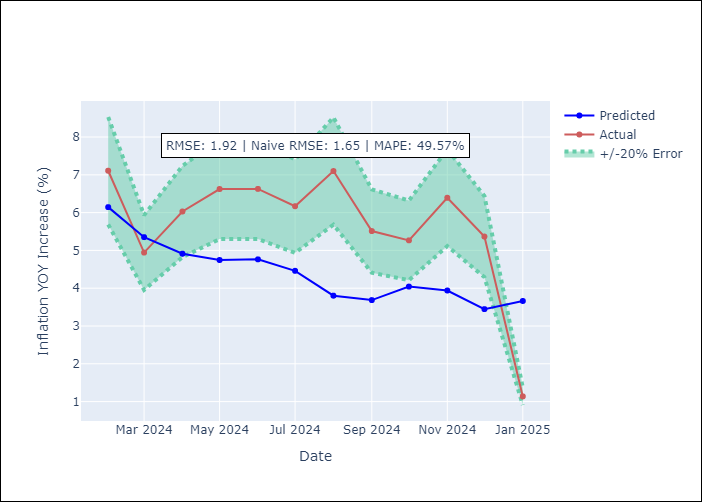 RMSE: 1.92 | Naive RMSE: 1.65 | MAPE: 49.57%
Predicted
Actual
+/-20% Error
Inflation YOY Increase (%)
8
7
6
5
4
3
2
1
Mar 2024
May 2024
Jul 2024
Sep 2024
Nov 2024
Jan 2025
Date